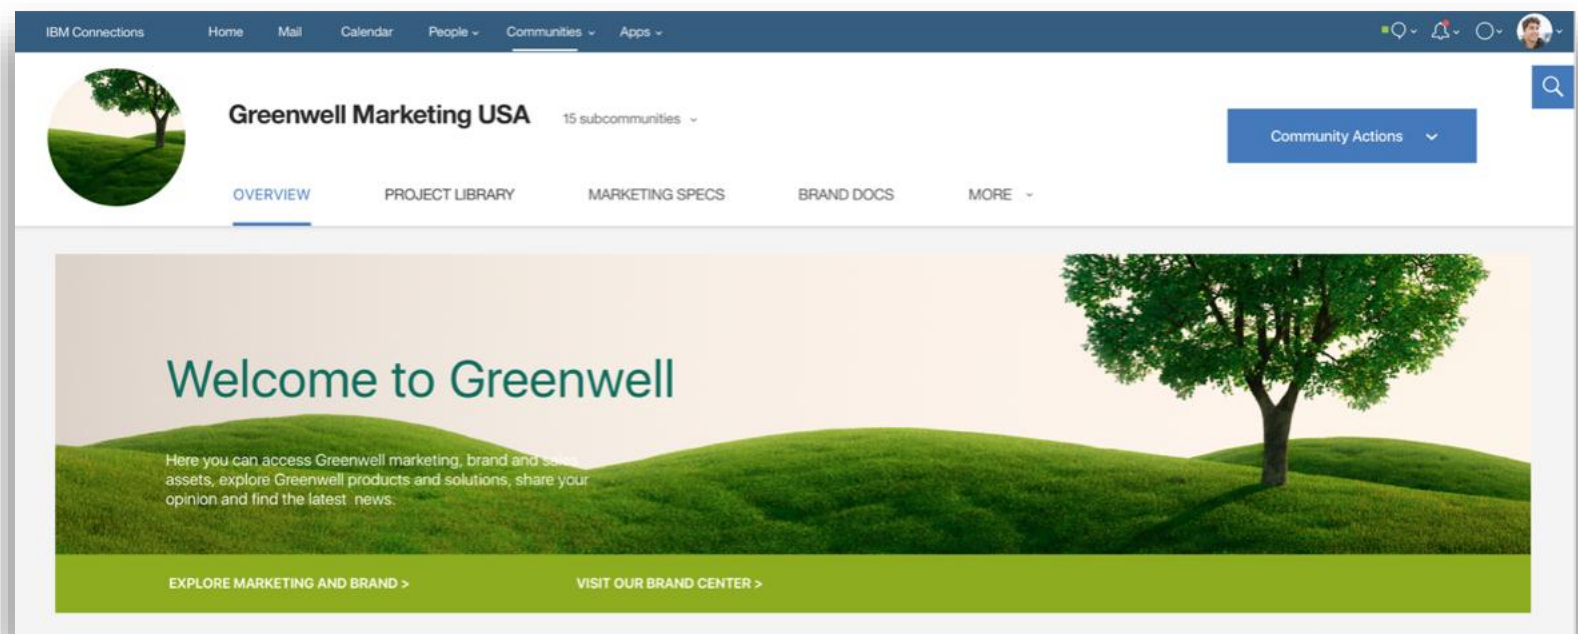 IBM Connections Home Mail Calendar People Communities Apps
Greenwell Marketing USA 15 subcommunities
Community Actions
OVERVIEW PROJECT LIBRARY MARKETING SPECS BRAND DOCS MORE
Welcome to Greenwell
Here you can access Greenwell marketing, brand and sales
assets, explore Greenwell products and solutions, share your
opinion and find the latest news.
EXPLORE MARKETING AND BRAND > VISIT OUR BRAND CENTER >